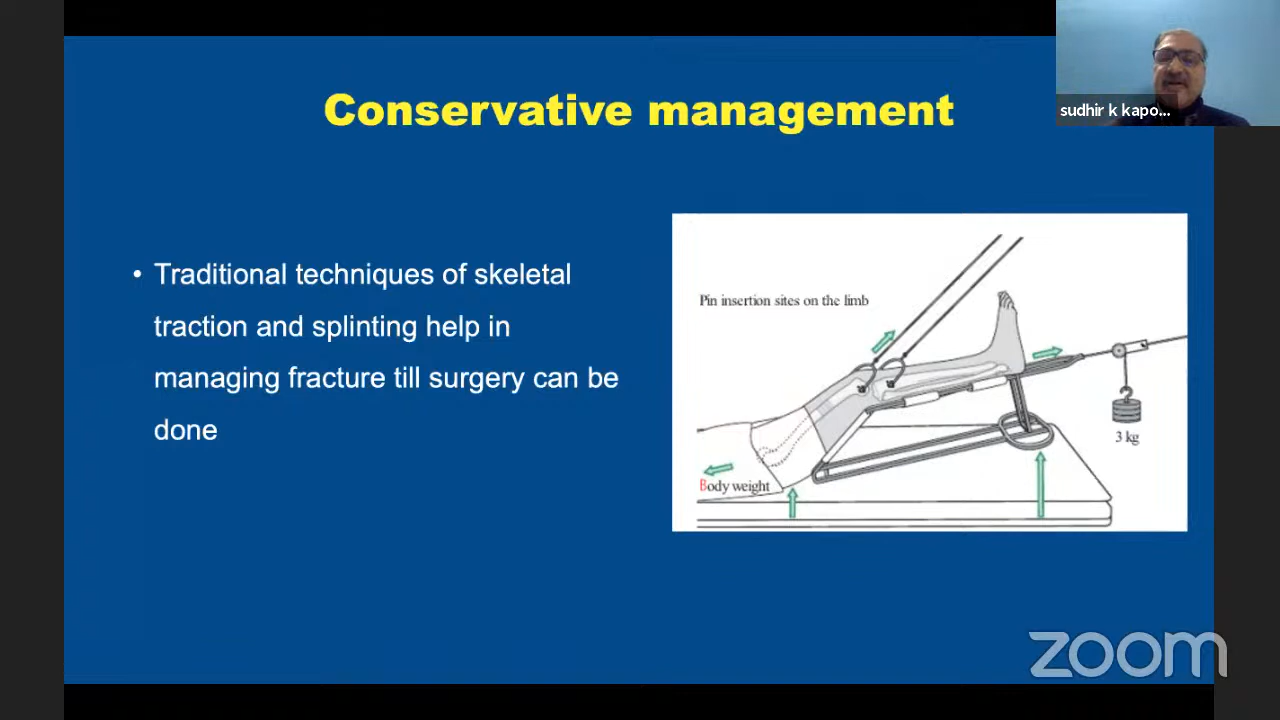 Conservative management
sudhir k kapo...
• Traditional techniques of skeletal
traction and splinting help in
managing fracture till surgery can be
done
Pin insertion sites on the limb
3 kg
Body weight
zoom